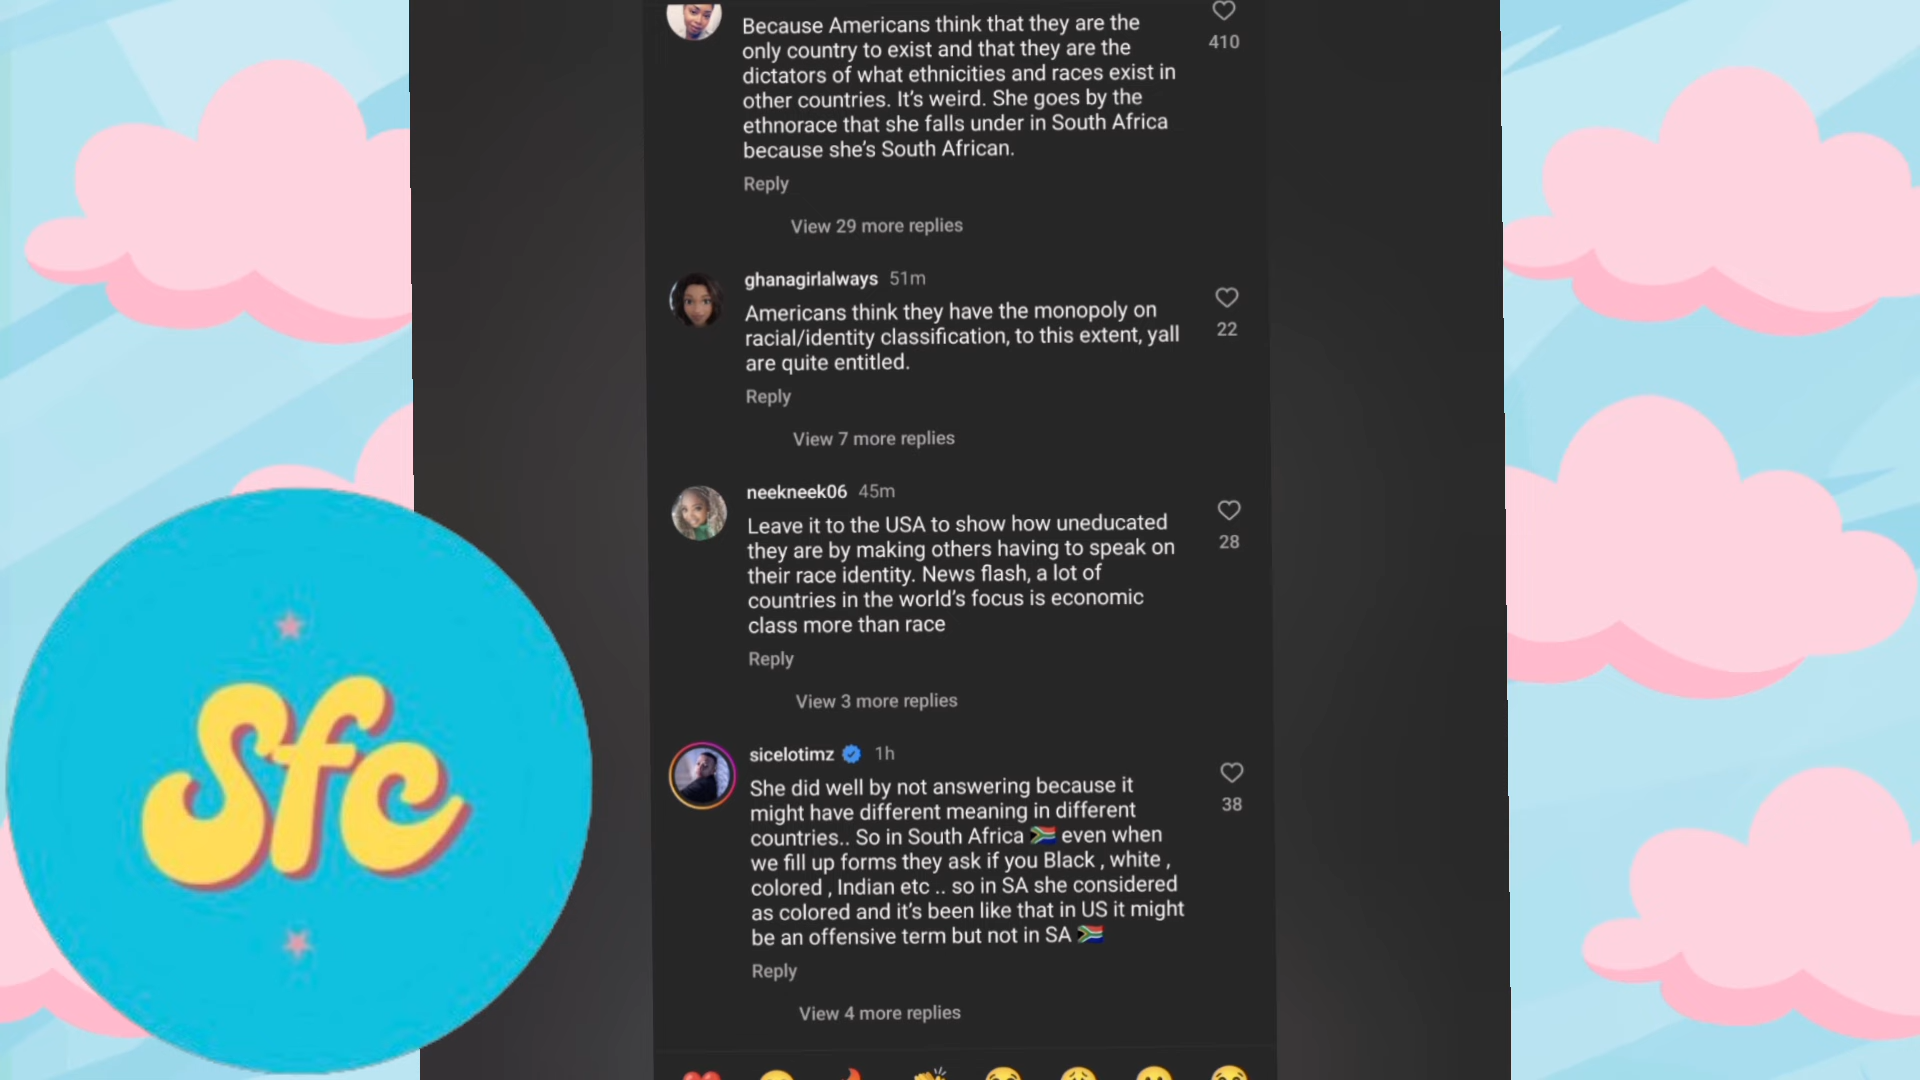 Because Americans think that they are the
only country to exist and that they are the
dictators of what ethnicities and races exist in
other countries. It's weird. She goes by the
ethnorace that she falls under in South Africa
because she's South African.
410
Reply
View 29 more replies
ghanagirlalways 51m
Americans think they have the monopoly on
racial/identity classification, to this extent, yall
are quite entitled.
22
Reply
View 7 more replies
neekneek06 45m
Leave it to the USA to show how uneducated
they are by making others having to speak on
their race identity. News flash, a lot of
countries in the world's focus is economic
class more than race
28
Reply
View 3 more replies
sicelotimz 1h
She did well by not answering because it
might have different meaning in different
countries.. So in South Africa 🇿🇦 even when
we fill up forms they ask if you Black , white ,
colored , Indian etc .. so in SA she considered
as colored and it's been like that in US it might
be an offensive term but not in SA 🇿🇦
38
Reply
View 4 more replies
Sfc